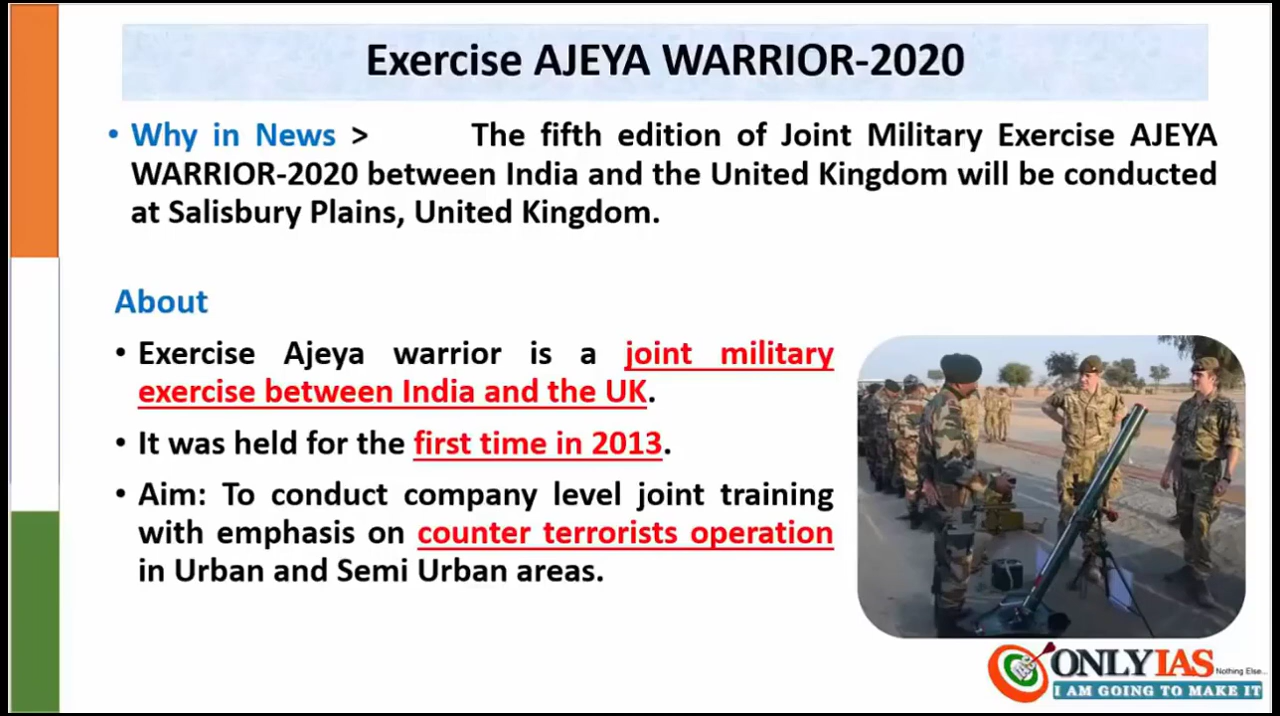 Exercise AJEYA WARRIOR-2020
• Why in News > The fifth edition of Joint Military Exercise AJEYA
WARRIOR-2020 between India and the United Kingdom will be conducted
at Salisbury Plains, United Kingdom.
About
• Exercise Ajeya warrior is a joint military
exercise between India and the UK.
• It was held for the first time in 2013.
• Aim: To conduct company level joint training
with emphasis on counter terrorists operation
in Urban and Semi Urban areas.
IAS
ONLYIAS Nothing Else...
I AM GOING TO MAKE IT